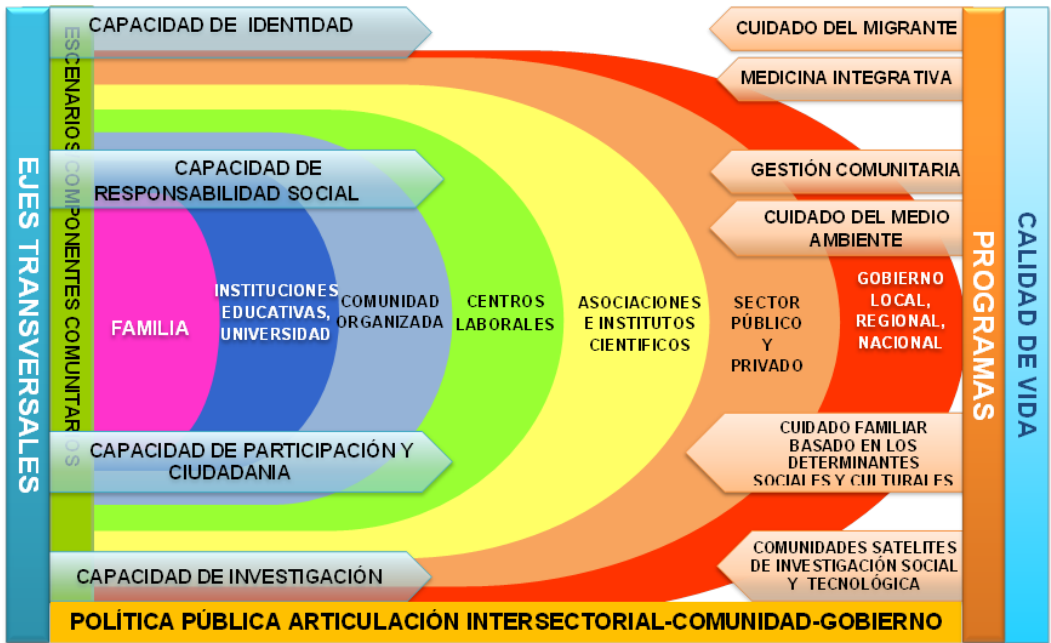 EJES TRANSVERSALES
ESCENARIOS/COMPONENTES COMUNITARIOS
CAPACIDAD DE IDENTIDAD
CAPACIDAD DE
RESPONSABILIDAD SOCIAL
CAPACIDAD DE PARTICIPACIÓN Y
CIUDADANIA
CAPACIDAD DE INVESTIGACIÓN
FAMILIA
INSTITUCIONES
EDUCATIVAS,
UNIVERSIDAD
COMUNIDAD
ORGANIZADA
CENTROS
LABORALES
ASOCIACIONES
E INSTITUTOS
CIENTIFICOS
SECTOR
PÚBLICO
Y
PRIVADO
GOBIERNO
LOCAL,
REGIONAL,
NACIONAL
CUIDADO DEL MIGRANTE
MEDICINA INTEGRATIVA
GESTIÓN COMUNITARIA
CUIDADO DEL MEDIO
AMBIENTE
CUIDADO FAMILIAR
BASADO EN LOS
DETERMINANTES
SOCIALES Y CULTURALES
COMUNIDADES SATELITES
DE INVESTIGACIÓN SOCIAL
Y TECNOLÓGICA
PROGRAMAS
CALIDAD DE VIDA
POLÍTICA PÚBLICA ARTICULACIÓN INTERSECTORIAL-COMUNIDAD-GOBIERNO